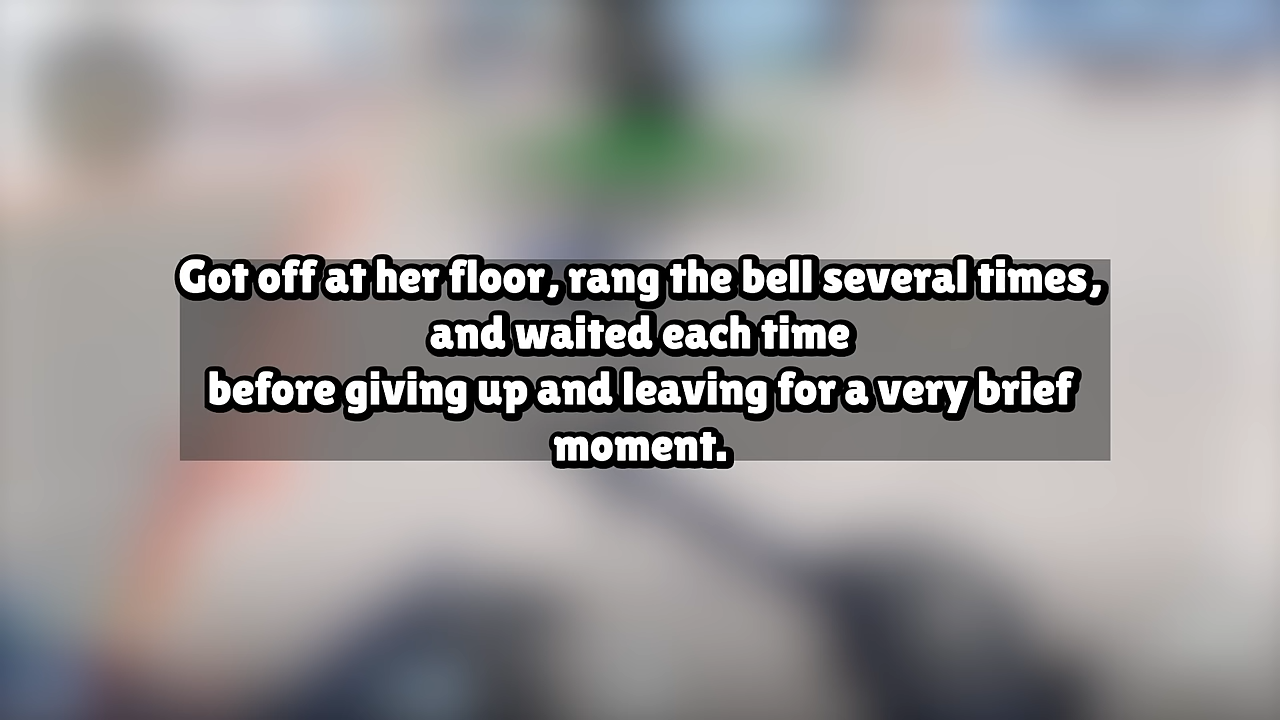 Got off at her floor, rang the bell several times,
and waited each time
before giving up and leaving for a very brief
moment.